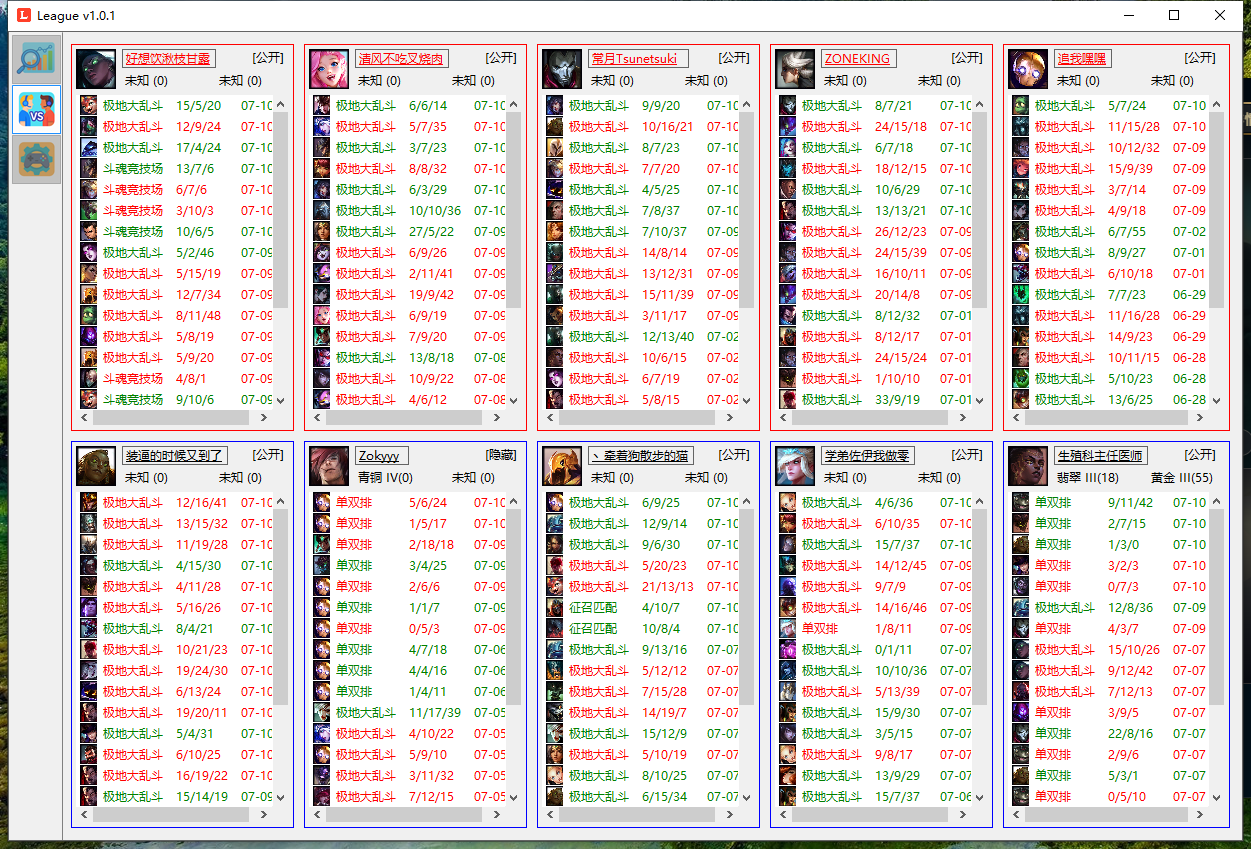 League v1.0.1
好想饮湫枝甘露 [公开]
未知 (0) 未知 (0)
极地大乱斗 15/5/20 07-10
极地大乱斗 12/9/24 07-10
极地大乱斗 17/4/24 07-10
斗魂竞技场 13/7/6 07-10
斗魂竞技场 6/7/6 07-10
斗魂竞技场 3/10/3 07-10
斗魂竞技场 10/6/5 07-10
极地大乱斗 5/2/46 07-09
极地大乱斗 5/15/19 07-09
极地大乱斗 12/7/34 07-09
极地大乱斗 8/11/48 07-09
极地大乱斗 5/8/19 07-09
极地大乱斗 5/9/20 07-09
斗魂竞技场 4/8/1 07-09
斗魂竞技场 9/10/6 07-09
清风不吃叉烧肉 [公开]
未知 (0) 未知 (0)
极地大乱斗 6/6/14 07-10
极地大乱斗 5/7/35 07-10
极地大乱斗 3/7/23 07-10
极地大乱斗 8/8/32 07-10
极地大乱斗 6/3/29 07-10
极地大乱斗 10/10/36 07-10
极地大乱斗 27/5/22 07-09
极地大乱斗 6/9/26 07-09
极地大乱斗 2/11/41 07-09
极地大乱斗 19/9/42 07-09
极地大乱斗 6/9/19 07-09
极地大乱斗 7/9/20 07-09
极地大乱斗 13/8/18 07-08
极地大乱斗 10/9/22 07-08
极地大乱斗 4/6/12 07-08
常月Tsunetsuki [公开]
未知 (0) 未知 (0)
极地大乱斗 9/9/20 07-10
极地大乱斗 10/16/21 07-10
极地大乱斗 8/7/23 07-10
极地大乱斗 7/7/20 07-10
极地大乱斗 4/5/25 07-10
极地大乱斗 7/8/37 07-10
极地大乱斗 7/10/37 07-09
极地大乱斗 14/8/14 07-09
极地大乱斗 13/12/31 07-09
极地大乱斗 15/11/39 07-09
极地大乱斗 3/11/17 07-09
极地大乱斗 12/13/40 07-02
极地大乱斗 10/6/15 07-02
极地大乱斗 6/7/19 07-02
极地大乱斗 5/8/15 07-02
ZONEKING [公开]
未知 (0) 未知 (0)
极地大乱斗 8/7/21 07-10
极地大乱斗 24/15/18 07-10
极地大乱斗 6/7/18 07-10
极地大乱斗 18/12/15 07-10
极地大乱斗 10/6/29 07-10
极地大乱斗 13/13/21 07-10
极地大乱斗 26/12/23 07-09
极地大乱斗 24/15/39 07-09
极地大乱斗 16/10/11 07-09
极地大乱斗 20/14/8 07-09
极地大乱斗 8/12/32 07-01
极地大乱斗 8/12/17 07-01
极地大乱斗 24/15/24 07-01
极地大乱斗 1/10/10 07-01
极地大乱斗 33/9/19 07-01
追我嘿嘿 [公开]
未知 (0) 未知 (0)
极地大乱斗 5/7/24 07-10
极地大乱斗 11/15/28 07-10
极地大乱斗 10/12/32 07-09
极地大乱斗 15/9/39 07-09
极地大乱斗 3/7/14 07-09
极地大乱斗 4/9/18 07-09
极地大乱斗 6/7/55 07-02
极地大乱斗 8/9/27 07-01
极地大乱斗 6/10/18 07-01
极地大乱斗 7/7/23 06-29
极地大乱斗 11/16/28 06-29
极地大乱斗 14/9/23 06-29
极地大乱斗 10/11/15 06-28
极地大乱斗 5/10/23 06-28
极地大乱斗 13/6/25 06-28
装逼的时候又到了 [公开]
未知 (0) 未知 (0)
极地大乱斗 12/16/41 07-10
极地大乱斗 13/15/32 07-10
极地大乱斗 11/19/28 07-10
极地大乱斗 4/15/30 07-10
极地大乱斗 4/11/28 07-10
极地大乱斗 5/16/26 07-10
极地大乱斗 8/4/21 07-10
极地大乱斗 10/21/23 07-10
极地大乱斗 19/24/30 07-10
极地大乱斗 6/13/24 07-10
极地大乱斗 19/20/11 07-10
极地大乱斗 5/4/31 07-10
极地大乱斗 6/10/25 07-10
极地大乱斗 16/19/22 07-10
极地大乱斗 15/14/19 07-09
Zokyyy [隐藏]
青铜 IV(0) 未知 (0)
单双排 5/6/24 07-10
单双排 1/5/17 07-10
单双排 2/18/18 07-09
单双排 3/4/25 07-09
单双排 2/6/6 07-09
单双排 1/1/7 07-09
单双排 0/5/3 07-09
单双排 4/7/18 07-06
单双排 4/4/16 07-06
单双排 1/4/11 07-06
极地大乱斗 11/17/39 07-05
极地大乱斗 4/10/22 07-05
极地大乱斗 5/9/10 07-05
极地大乱斗 3/11/32 07-05
极地大乱斗 7/12/15 07-05
丶牵着狗散步的猫 [公开]
未知 (0) 未知 (0)
极地大乱斗 6/9/25 07-10
极地大乱斗 12/9/14 07-10
极地大乱斗 9/6/30 07-10
极地大乱斗 5/20/23 07-10
极地大乱斗 21/13/13 07-10
征召匹配 4/10/7 07-10
征召匹配 10/8/4 07-10
极地大乱斗 9/13/16 07-07
极地大乱斗 5/12/12 07-07
极地大乱斗 7/15/28 07-07
极地大乱斗 14/19/7 07-07
极地大乱斗 15/12/9 07-07
极地大乱斗 5/10/19 07-07
极地大乱斗 8/10/25 07-07
极地大乱斗 6/15/34 07-07
学弟佐伊我做零 [公开]
未知 (0) 未知 (0)
极地大乱斗 4/6/36 07-10
极地大乱斗 6/10/35 07-10
极地大乱斗 15/7/37 07-10
极地大乱斗 14/12/45 07-09
极地大乱斗 9/7/9 07-09
极地大乱斗 14/16/46 07-09
单双排 1/8/11 07-09
极地大乱斗 0/1/11 07-07
极地大乱斗 10/10/36 07-07
极地大乱斗 5/13/39 07-07
极地大乱斗 15/9/30 07-07
极地大乱斗 3/5/15 07-07
极地大乱斗 9/8/17 07-07
极地大乱斗 13/9/29 07-07
极地大乱斗 15/7/37 07-06
生殖科主任医师 [公开]
翡翠 III(18) 黄金 III(55)
单双排 9/11/42 07-10
单双排 2/7/15 07-10
单双排 1/3/0 07-10
单双排 3/2/3 07-10
单双排 0/7/3 07-10
极地大乱斗 12/8/36 07-09
单双排 4/3/7 07-09
极地大乱斗 15/10/26 07-07
极地大乱斗 9/12/42 07-07
极地大乱斗 7/12/13 07-07
单双排 3/9/5 07-07
单双排 22/8/16 07-07
单双排 2/9/6 07-07
单双排 5/3/1 07-07
单双排 0/5/10 07-07